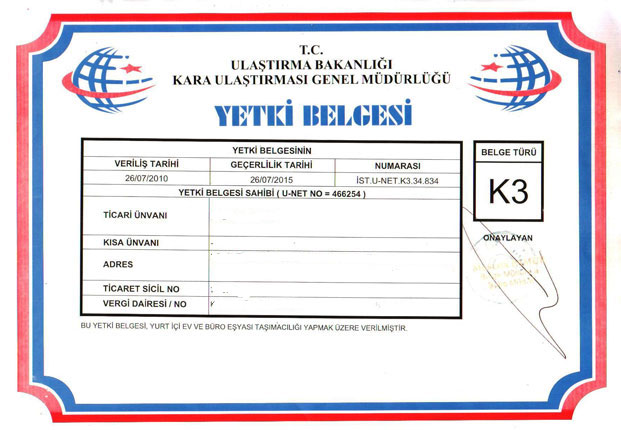 T.C.
ULAŞTIRMA BAKANLIĞI
KARA ULAŞTIRMASI GENEL MÜDÜRLÜĞÜ
YETKİ BELGESİ
YETKİ BELGESİNİN
VERİLİŞ TARİHİ GEÇERLİLİK TARİHİ NUMARASI
26/07/2010 26/07/2015 İST.U-NET.K3.34.834
YETKİ BELGESİ SAHİBİ ( U-NET NO = 466254 )
TİCARİ ÜNVANI
KISA ÜNVANI
ADRES
TİCARET SİCİL NO
VERGİ DAİRESİ / NO
BELGE TÜRÜ
K3
ONAYLAYAN
BU YETKİ BELGESİ, YURT İÇİ EV VE BÜRO EŞYASI TAŞIMACILIĞI YAPMAK ÜZERE VERİLMİŞTİR.